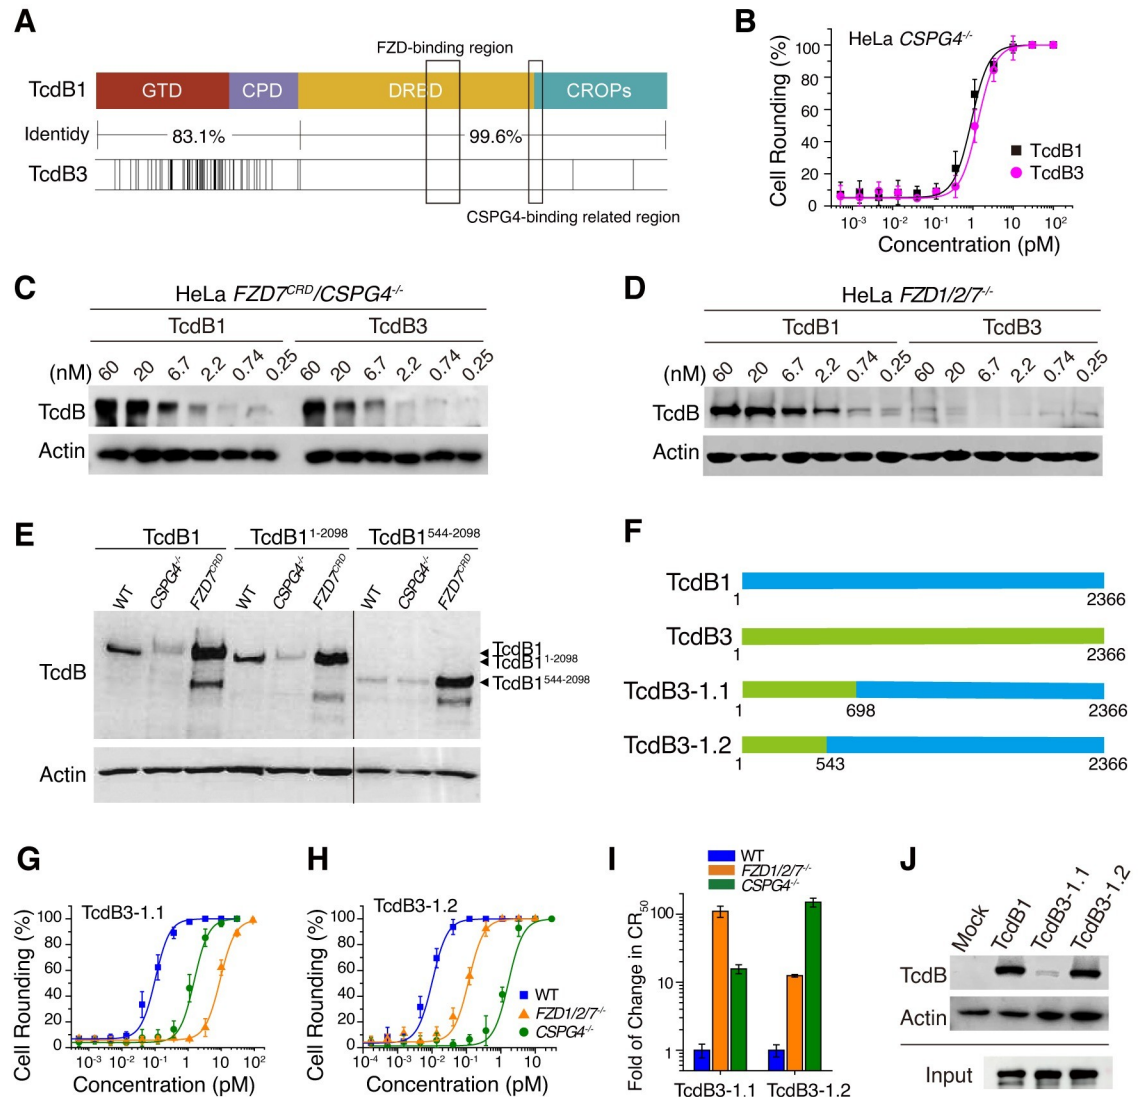 A
FZD-binding region
TcdB1
GTD CPD DRBD CROPs
Identidy 83.1% 99.6%
TcdB3
CSPG4-binding related region
B
HeLa CSPG4-/-
Cell Rounding (%)
100
80
60
40
20
0
TcdB1
TcdB3
10-3 10-2 10-1 1 10 102
Concentration (pM)
C
HeLa FZD7CRD/CSPG4-/-
TcdB1 TcdB3
(nM) 60 20 6.7 2.2 0.74 0.25 60 20 6.7 2.2 0.74 0.25
TcdB
Actin
D
HeLa FZD1/2/7-/-
TcdB1 TcdB3
(nM) 60 20 6.7 2.2 0.74 0.25 60 20 6.7 2.2 0.74 0.25
TcdB
Actin
E
TcdB1 TcdB11-2098 TcdB1544-2098
WT CSPG4-/- FZD7CRD WT CSPG4-/- FZD7CRD WT CSPG4-/- FZD7CRD
TcdB
TcdB1
TcdB11-2098
TcdB1544-2098
Actin
F
TcdB1
1 2366
TcdB3
1 2366
TcdB3-1.1
1 698 2366
TcdB3-1.2
1 543 2366
G
TcdB3-1.1
Cell Rounding (%)
100
80
60
40
20
0
10-3 10-2 10-1 1 10 102
Concentration (pM)
H
TcdB3-1.2
Cell Rounding (%)
100
80
60
40
20
0
WT
FZD1/2/7-/-
CSPG4-/-
10-4 10-3 10-2 10-1 1 10
Concentration (pM)
I
WT
FZD1/2/7-/-
CSPG4-/-
Fold of Change in CR50
100
10
1
TcdB3-1.1 TcdB3-1.2
J
Mock TcdB1 TcdB3-1.1 TcdB3-1.2
TcdB
Actin
Input